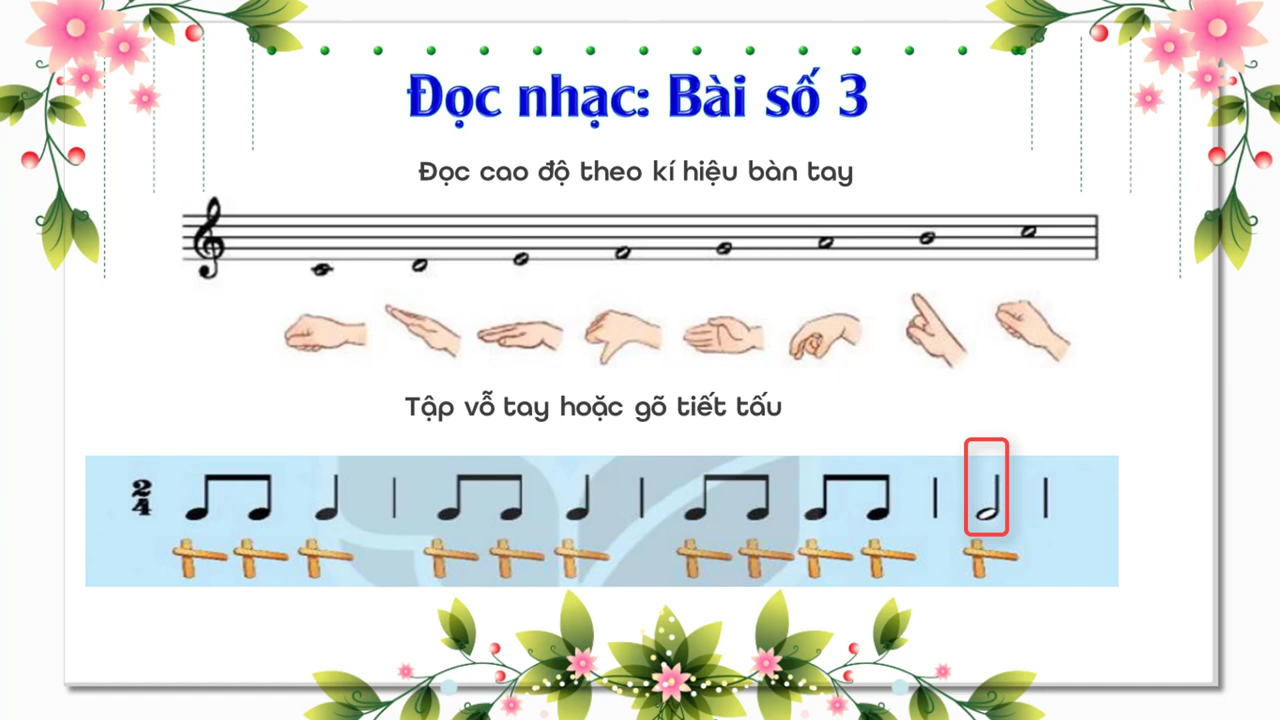 Đọc nhạc: Bài số 3
Đọc cao độ theo kí hiệu bàn tay
Tập vỗ tay hoặc gõ tiết tấu
2
4